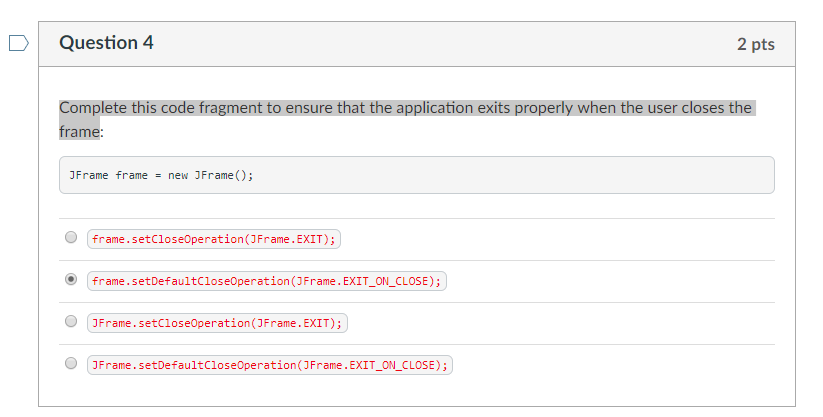 Question 4
2 pts
Complete this code fragment to ensure that the application exits properly when the user closes the
frame:
JFrame frame = new JFrame();
frame.setCloseOperation(JFrame.EXIT);
frame.setDefaultCloseOperation(JFrame.EXIT_ON_CLOSE);
JFrame.setCloseOperation(JFrame.EXIT);
JFrame.setDefaultCloseOperation(JFrame.EXIT_ON_CLOSE);